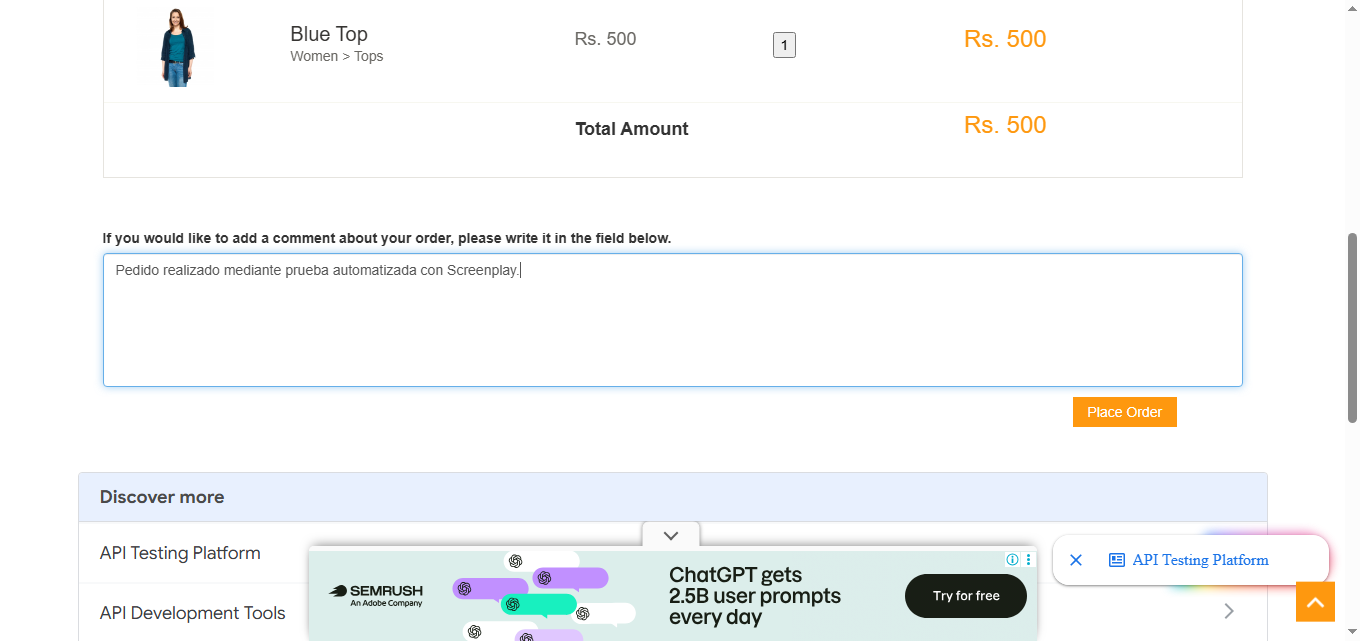 Blue Top
Women > Tops
Rs. 500
1
Rs. 500
Total Amount
Rs. 500
If you would like to add a comment about your order, please write it in the field below.
Pedido realizado mediante prueba automatizada con Screenplay.
Place Order
Discover more
API Testing Platform
API Development Tools
SEMRUSH
An Adobe Company
ChatGPT gets
2.5B user prompts
every day
Try for free
API Testing Platform